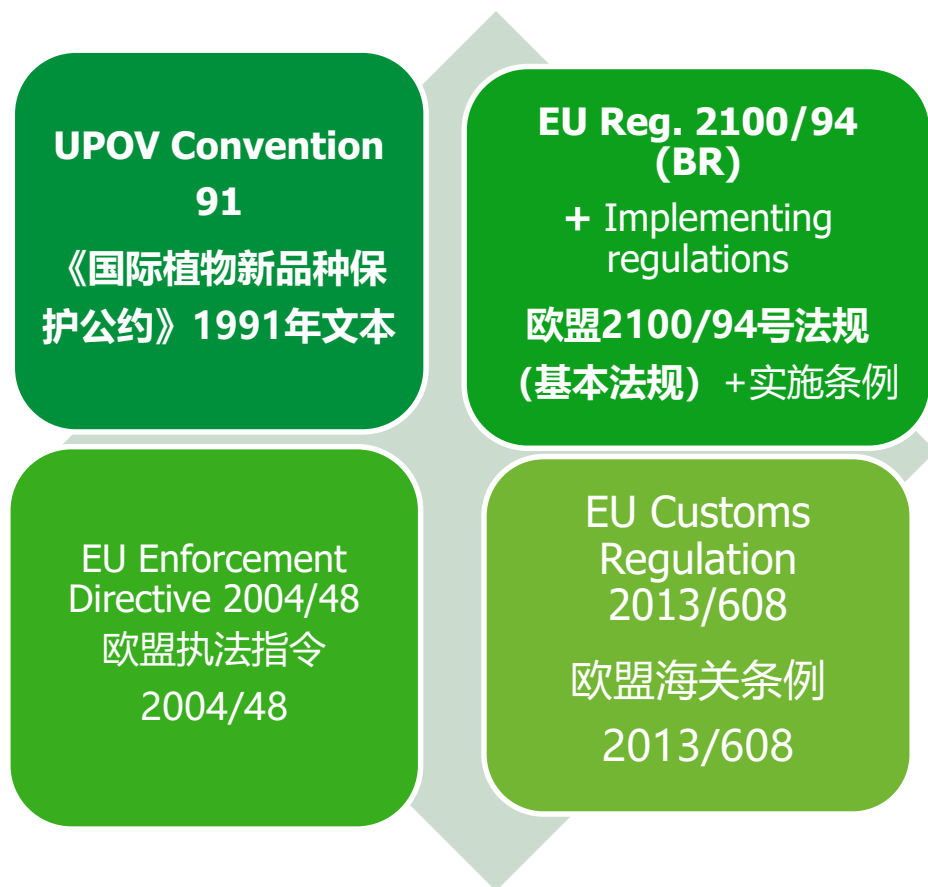 UPOV Convention
91
《国际植物新品种保
护公约》1991年文本
EU Reg. 2100/94
(BR)
+ Implementing
regulations
欧盟2100/94号法规
（基本法规）+实施条例
EU Enforcement
Directive 2004/48
欧盟执法指令
2004/48
EU Customs
Regulation
2013/608
欧盟海关条例
2013/608